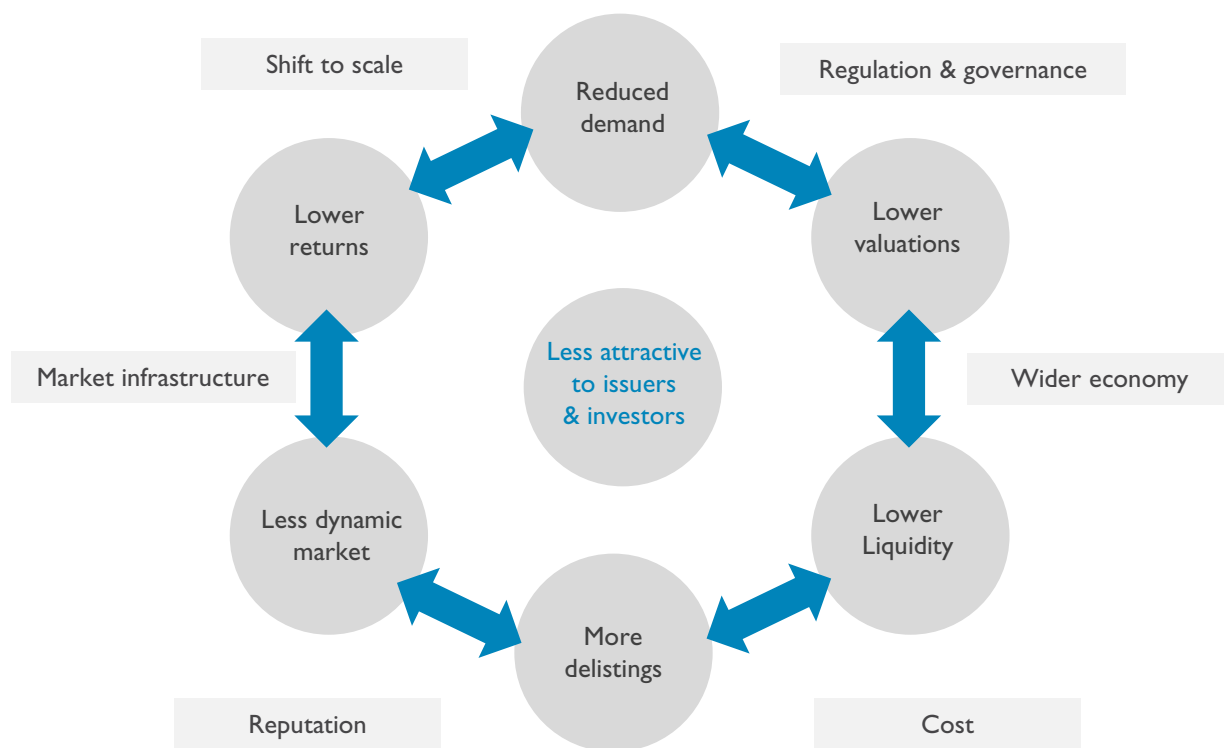 Shift to scale
Reduced
demand
Regulation & governance
Lower
returns
Lower
valuations
Less attractive
to issuers
& investors
Market infrastructure
Wider economy
Less dynamic
market
Lower
Liquidity
More
delistings
Reputation
Cost